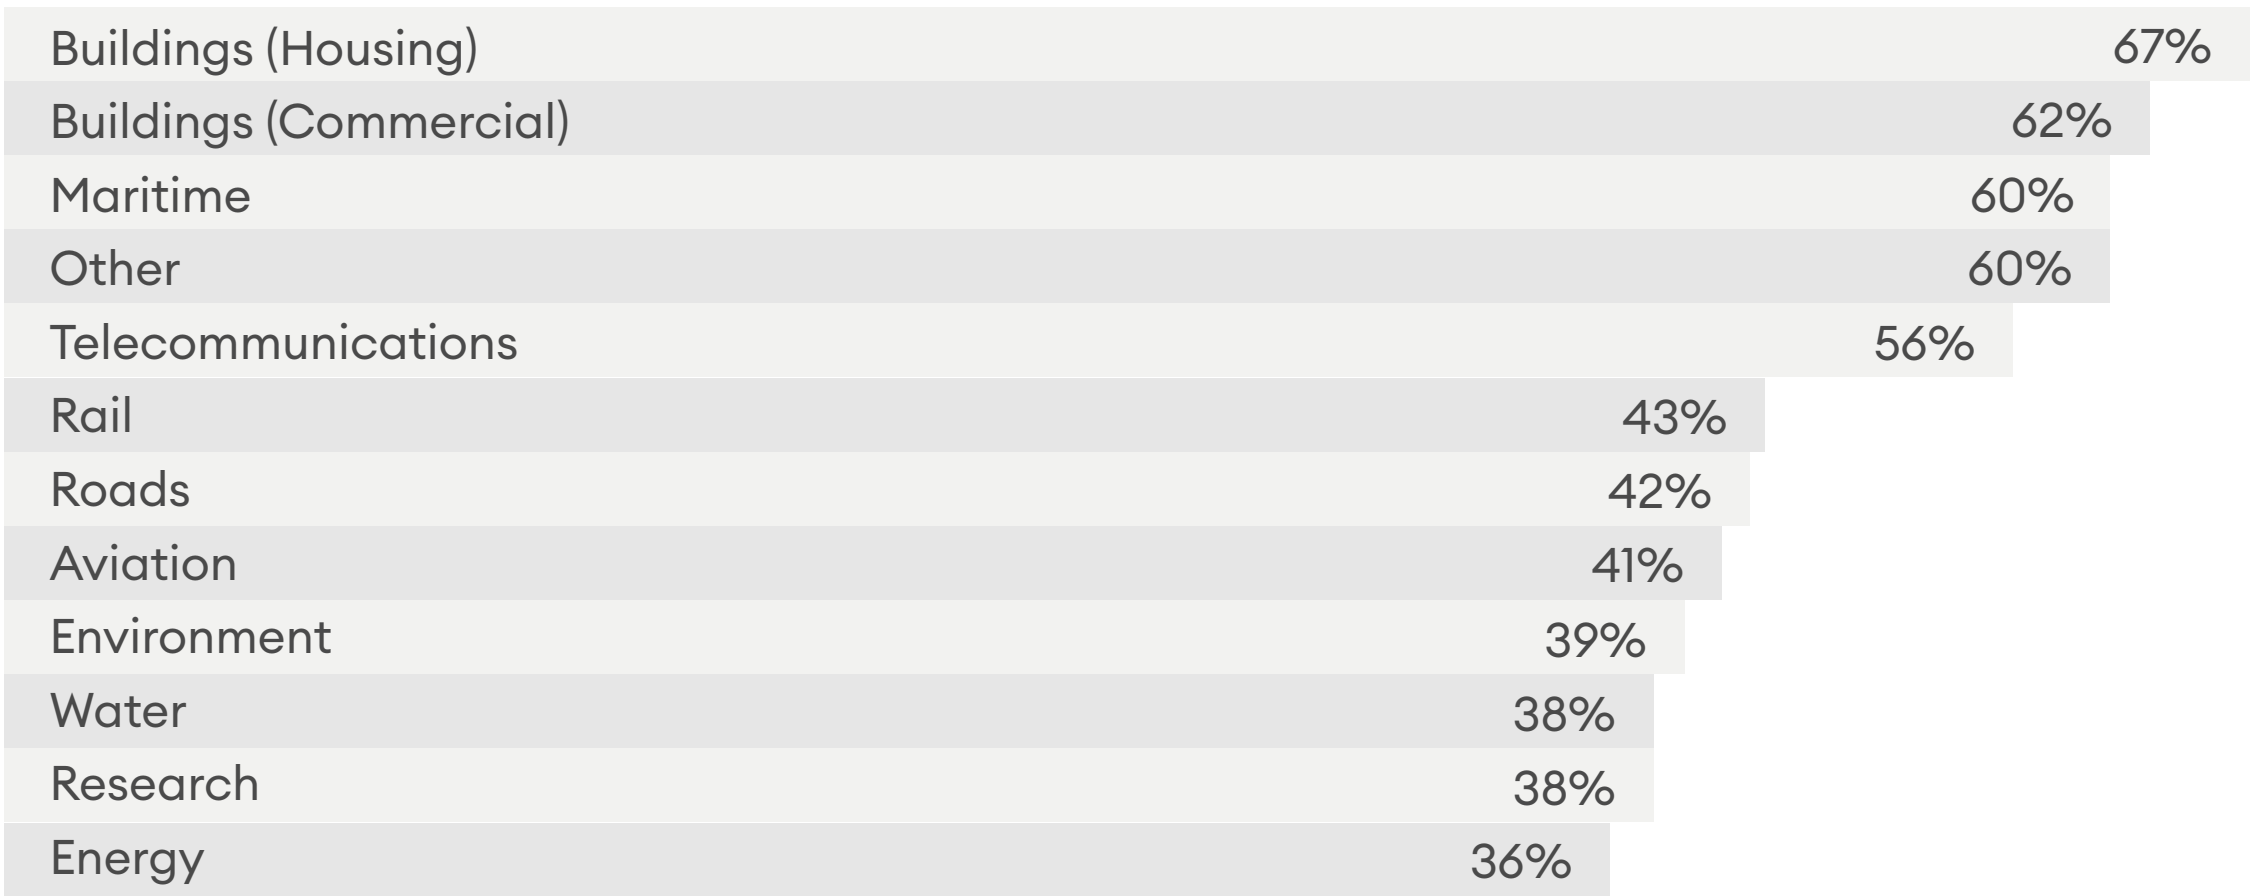 Buildings (Housing) 67%
Buildings (Commercial) 62%
Maritime 60%
Other 60%
Telecommunications 56%
Rail 43%
Roads 42%
Aviation 41%
Environment 39%
Water 38%
Research 38%
Energy 36%